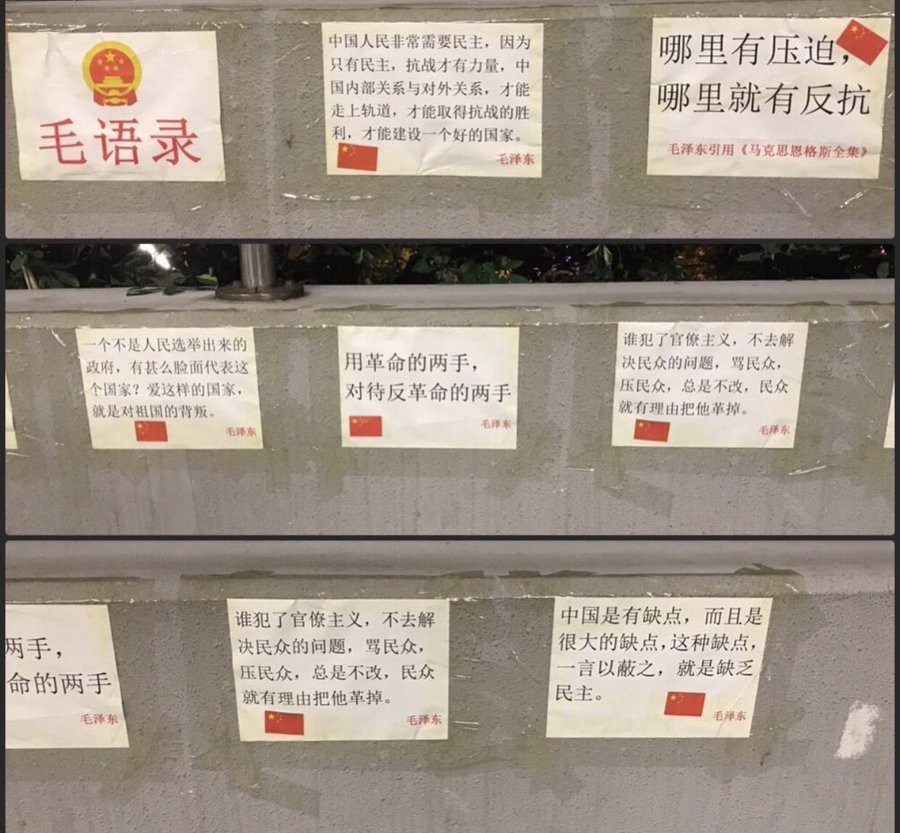 毛语录
中国人民非常需要民主，因为
只有民主，抗战才有力量，中
国内部关系与对外关系，才能
走上轨道，才能取得抗战的胜
利，才能建设一个好的国家。
毛泽东
哪里有压迫，
哪里就有反抗
毛泽东引用《马克思恩格斯全集》
一个不是人民选举出来的
政府，有甚么脸面代表这
个国家？爱这样的国家，
就是对祖国的背叛。
毛泽东
用革命的两手，
对待反革命的两手
毛泽东
谁犯了官僚主义，不去解
决民众的问题，骂民众，
压民众，总是不改，民众
就有理由把他革掉。
毛泽东
两手，
命的两手
毛泽东
谁犯了官僚主义，不去解
决民众的问题，骂民众，
压民众，总是不改，民众
就有理由把他革掉。
毛泽东
中国是有缺点，而且是
很大的缺点，这种缺点，
一言以蔽之，就是缺乏
民主。
毛泽东